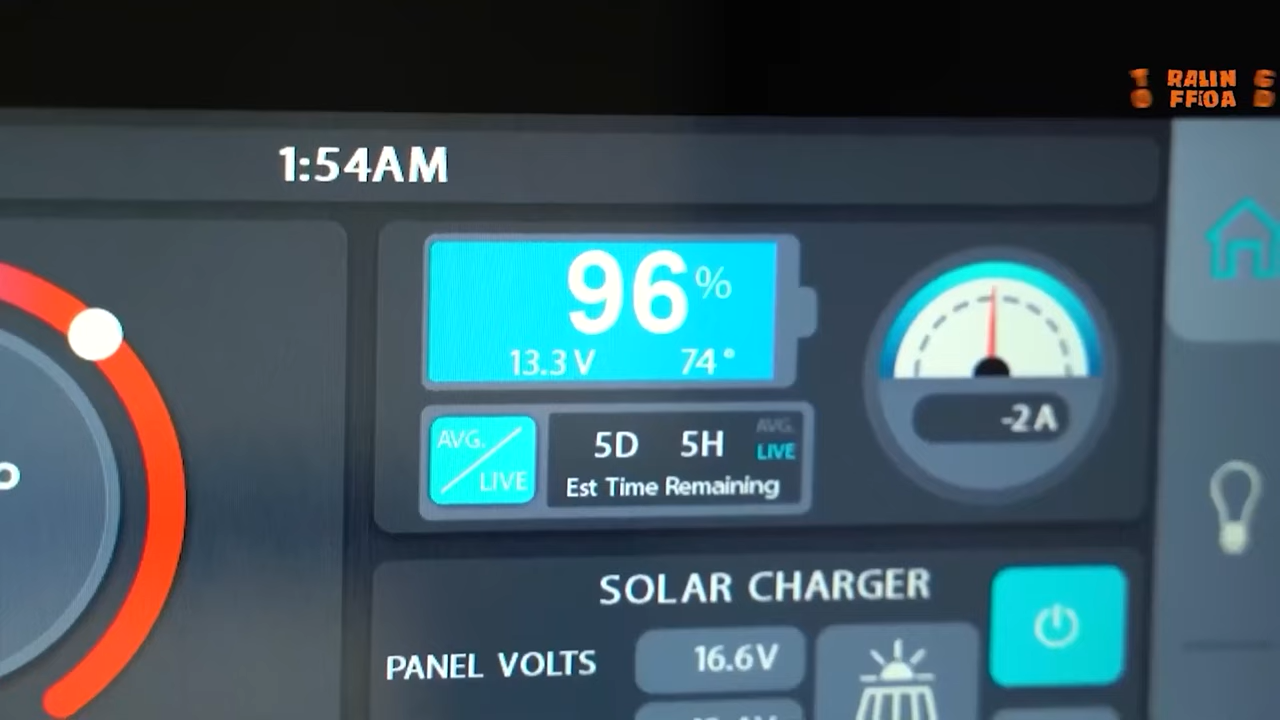 1:54AM
96%
13.3 V 74°
AVG.
LIVE
5D 5H
AVG.
LIVE
Est Time Remaining
-2 A
SOLAR CHARGER
PANEL VOLTS 16.6V